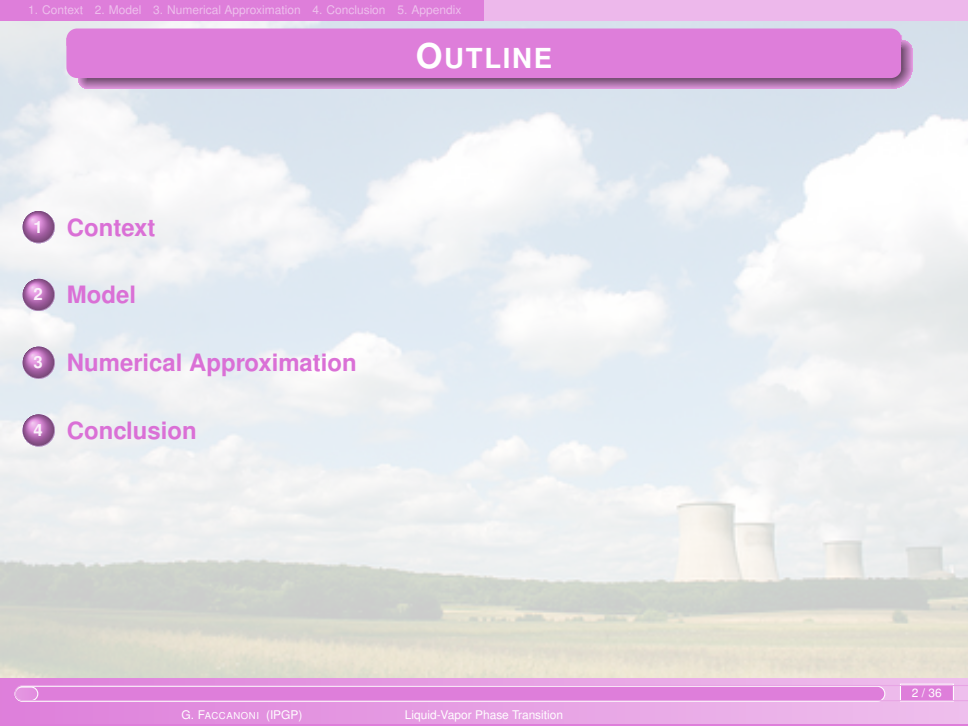 1. Context 2. Model 3. Numerical Approximation 4. Conclusion 5. Appendix
OUTLINE
1 Context
2 Model
3 Numerical Approximation
4 Conclusion
2 / 36
G. FACCANONI (IPGP) Liquid-Vapor Phase Transition